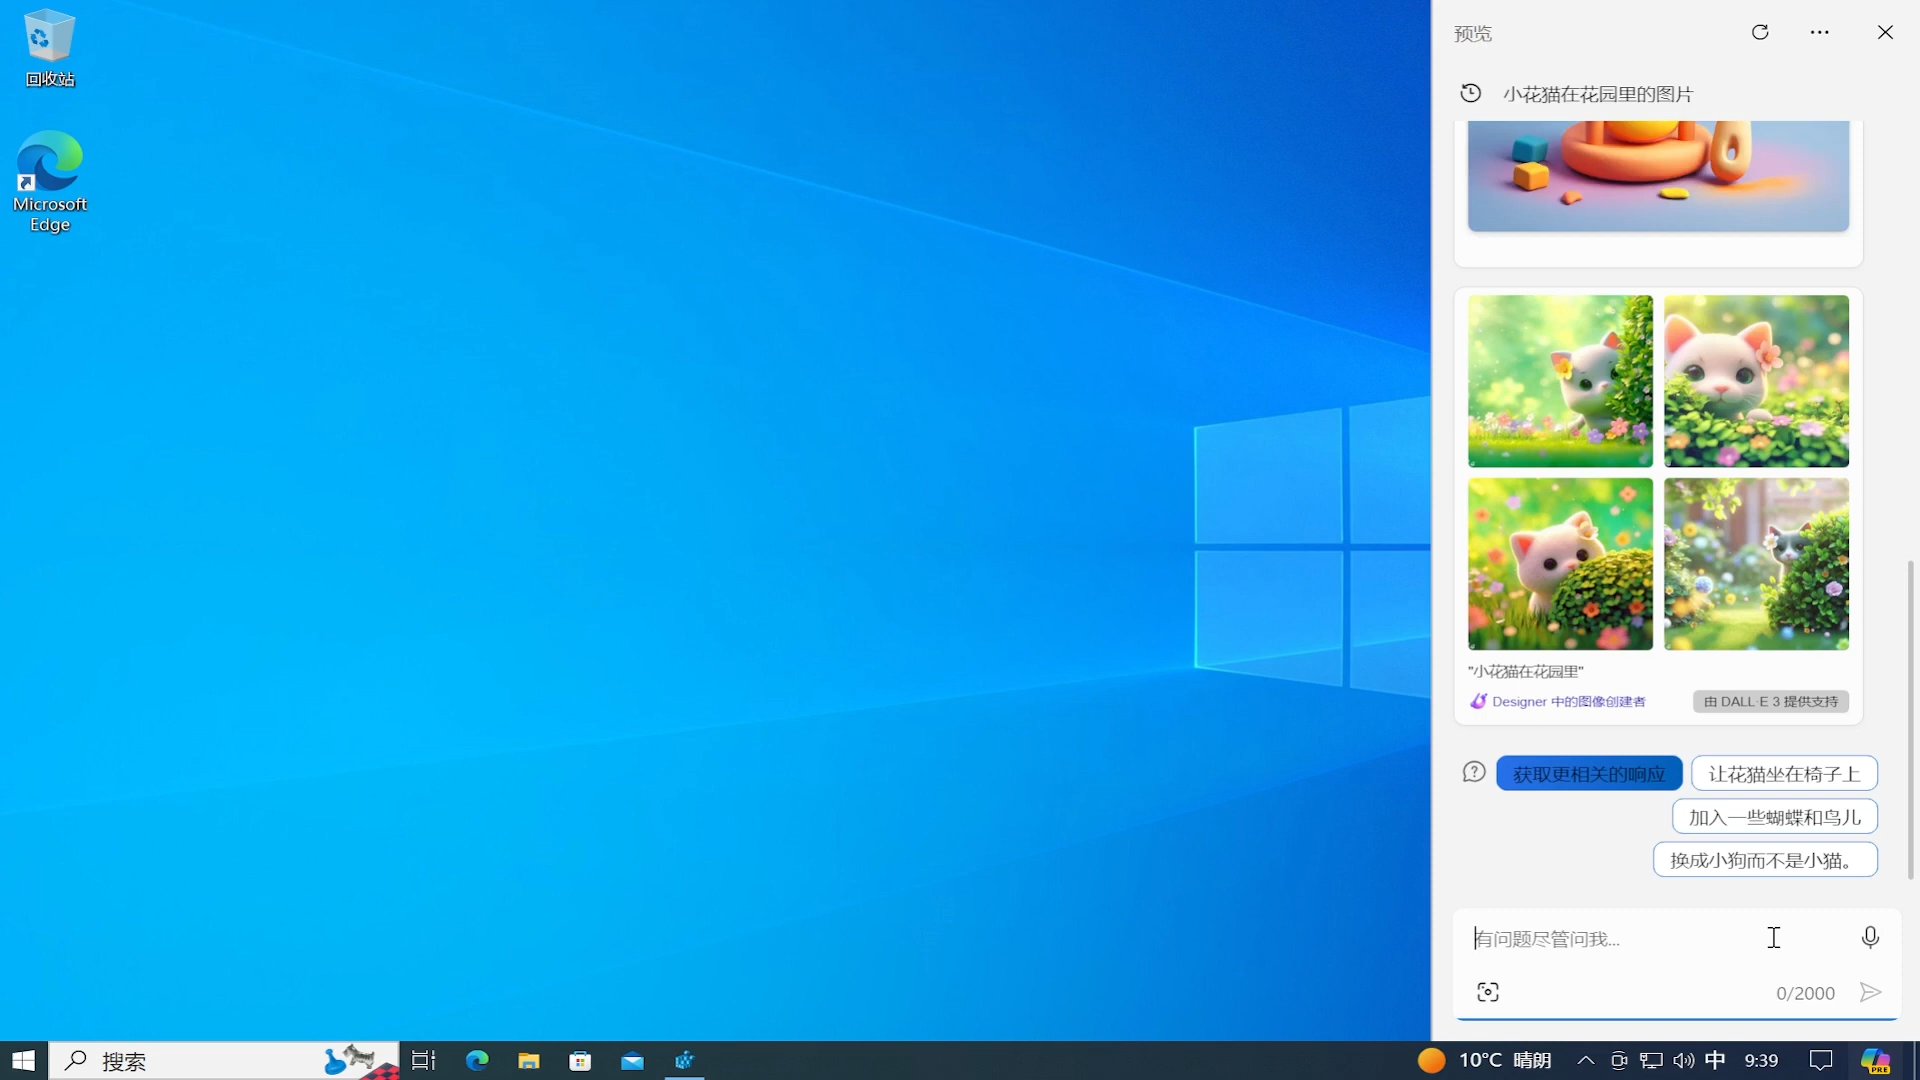 回收站
Microsoft
Edge
预览
小花猫在花园里的图片
"小花猫在花园里"
Designer 中的图像创建者
由 DALL·E 3 提供支持
获取更相关的响应
让花猫坐在椅子上
加入一些蝴蝶和鸟儿
换成小狗而不是小猫。
有问题尽管问我...
0/2000
搜索
10°C 晴朗
中
9:39
PRE